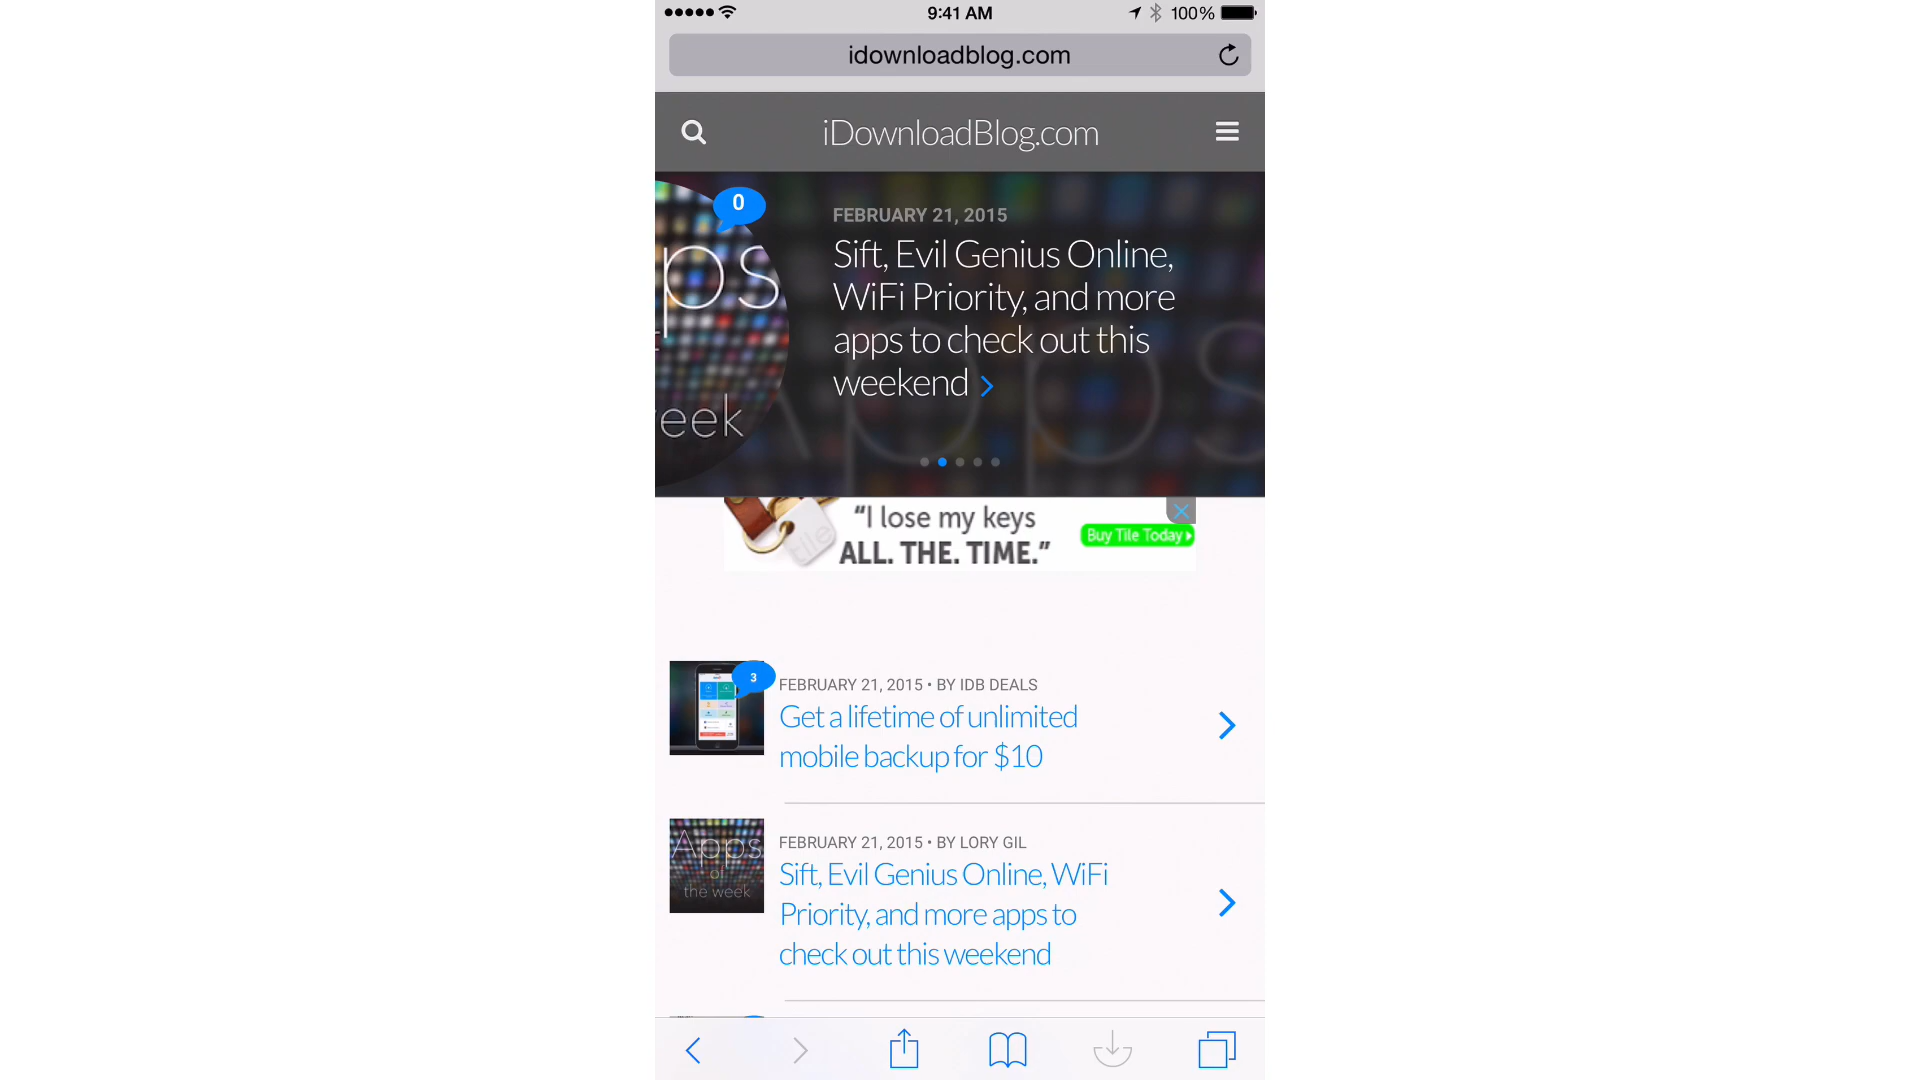 9:41 AM
100%
idownloadblog.com
iDownloadBlog.com
0
ps
eek
FEBRUARY 21, 2015
Sift, Evil Genius Online,
WiFi Priority, and more
apps to check out this
weekend
tile
“I lose my keys
ALL. THE. TIME.”
Buy Tile Today
3
FEBRUARY 21, 2015 • BY IDB DEALS
Get a lifetime of unlimited
mobile backup for $10
Apps
of
the week
FEBRUARY 21, 2015 • BY LORY GIL
Sift, Evil Genius Online, WiFi
Priority, and more apps to
check out this weekend